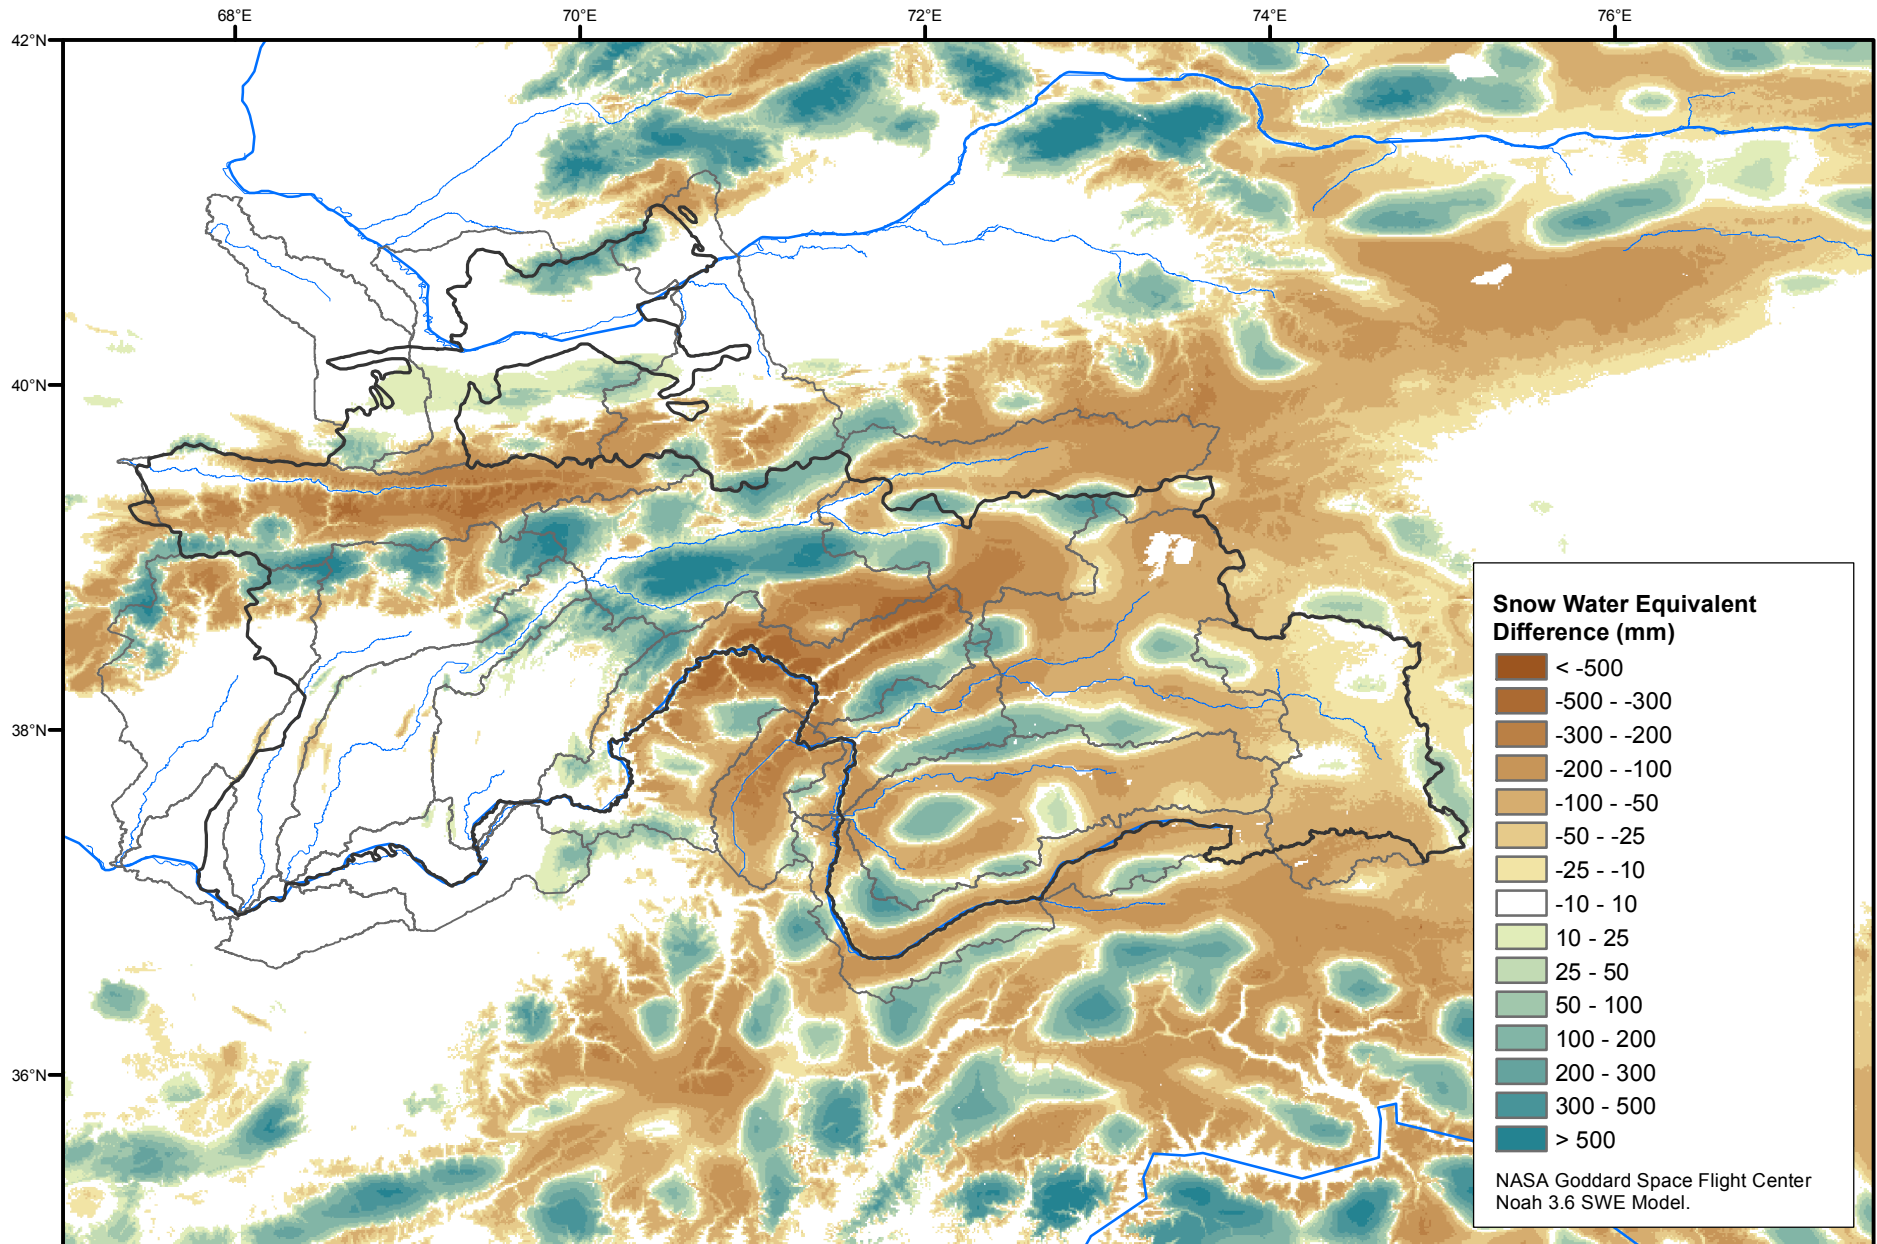 68°E 70°E 72°E 74°E 76°E
42°N
40°N
38°N
36°N
Snow Water Equivalent
Difference (mm)
< -500
-500 - -300
-300 - -200
-200 - -100
-100 - -50
-50 - -25
-25 - -10
-10 - 10
10 - 25
25 - 50
50 - 100
100 - 200
200 - 300
300 - 500
> 500
NASA Goddard Space Flight Center
Noah 3.6 SWE Model.